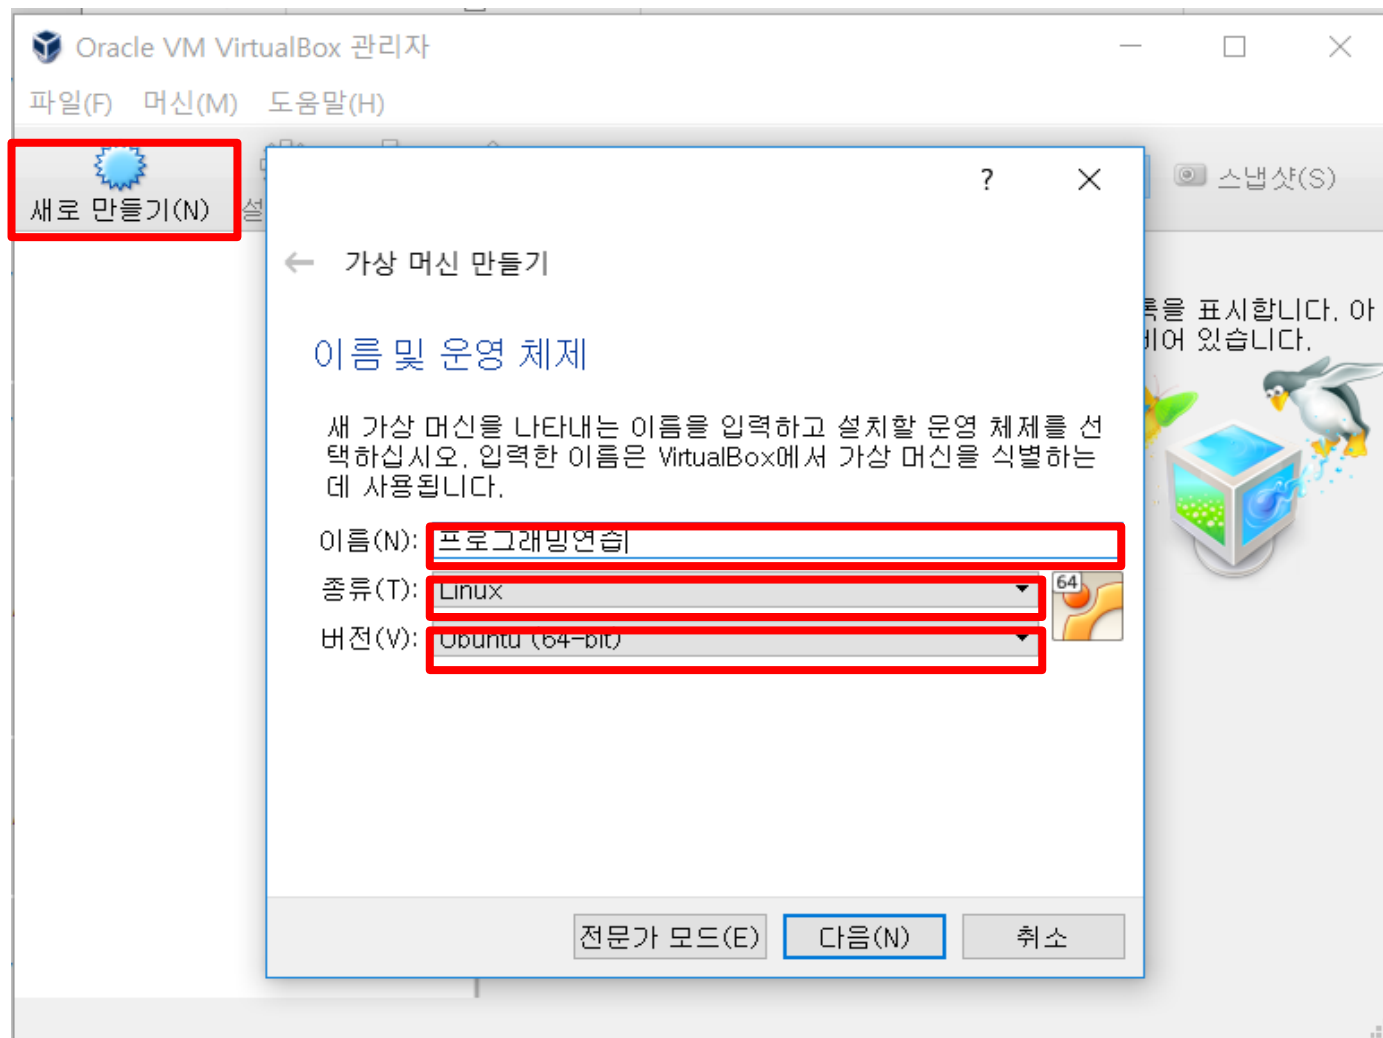 Oracle VM VirtualBox 관리자
파일(F) 머신(M) 도움말(H)
새로 만들기(N)
스냅샷(S)
?
가상 머신 만들기
표시합니다. 아
있습니다.
이름 및 운영 체제
새 가상 머신을 나타내는 이름을 입력하고 설치할 운영 체제를 선
택하십시오. 입력한 이름은 VirtualBox에서 가상 머신을 식별하는
데 사용됩니다.
이름(N): 프로그래밍연습
종류(T): Linux
64
버전(V): Ubuntu (64-bit)
전문가 모드(E) 다음(N) 취소